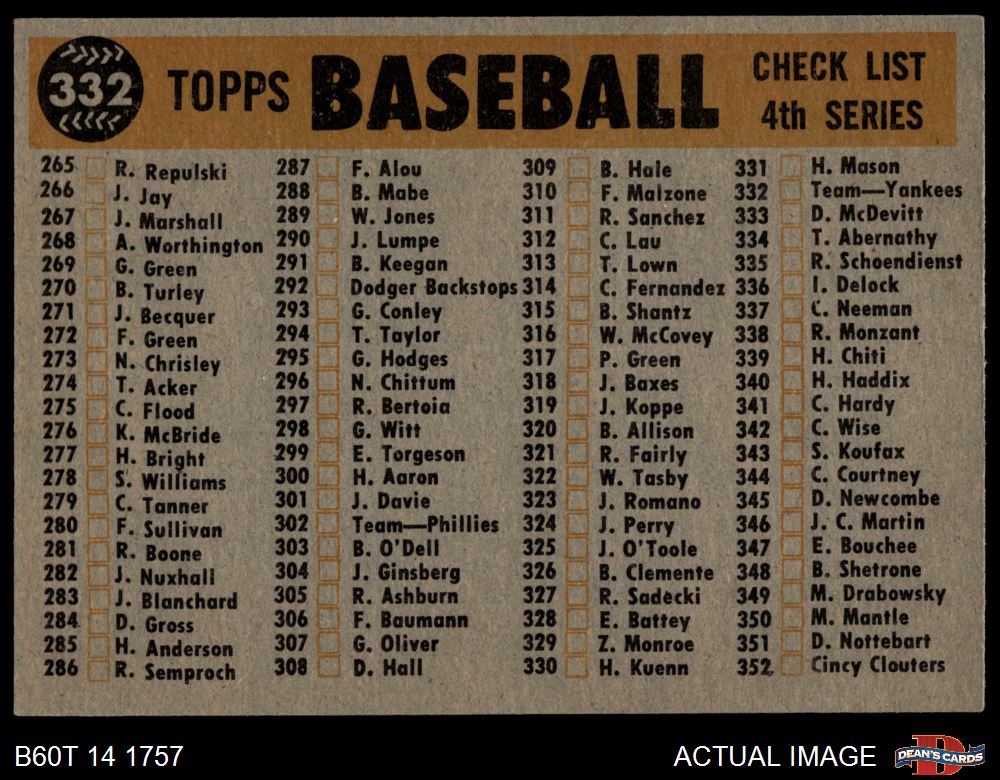 332
TOPPS BASEBALL
CHECK LIST
4th SERIES
265 R. Repulski
266 J. Jay
267 J. Marshall
268 A. Worthington
269 G. Green
270 B. Turley
271 J. Becquer
272 F. Green
273 N. Chrisley
274 T. Acker
275 C. Flood
276 K. McBride
277 H. Bright
278 S. Williams
279 C. Tanner
280 F. Sullivan
281 R. Boone
282 J. Nuxhall
283 J. Blanchard
284 D. Gross
285 H. Anderson
286 R. Semproch
287 F. Alou
288 B. Mabe
289 W. Jones
290 J. Lumpe
291 B. Keegan
292 Dodger Backstops
293 G. Conley
294 T. Taylor
295 G. Hodges
296 N. Chittum
297 R. Bertoia
298 G. Witt
299 E. Torgeson
300 H. Aaron
301 J. Davie
302 Team—Phillies
303 B. O'Dell
304 J. Ginsberg
305 R. Ashburn
306 F. Baumann
307 G. Oliver
308 D. Hall
309 B. Hale
310 F. Malzone
311 R. Sanchez
312 C. Lau
313 T. Lown
314 C. Fernandez
315 B. Shantz
316 W. McCovey
317 P. Green
318 J. Baxes
319 J. Koppe
320 B. Allison
321 R. Fairly
322 W. Tasby
323 J. Romano
324 J. Perry
325 J. O'Toole
326 B. Clemente
327 R. Sadecki
328 E. Battey
329 Z. Monroe
330 H. Kuenn
331 H. Mason
332 Team—Yankees
333 D. McDevitt
334 T. Abernathy
335 R. Schoendienst
336 I. Delock
337 C. Neeman
338 R. Monzant
339 H. Chiti
340 H. Haddix
341 C. Hardy
342 C. Wise
343 S. Koufax
344 C. Courtney
345 D. Newcombe
346 J. C. Martin
347 E. Bouchee
348 B. Shetrone
349 M. Drabowsky
350 M. Mantle
351 D. Nottebart
352 Cincy Clouters
B60T 14 1757
ACTUAL IMAGE
D
DEAN'S CARDS